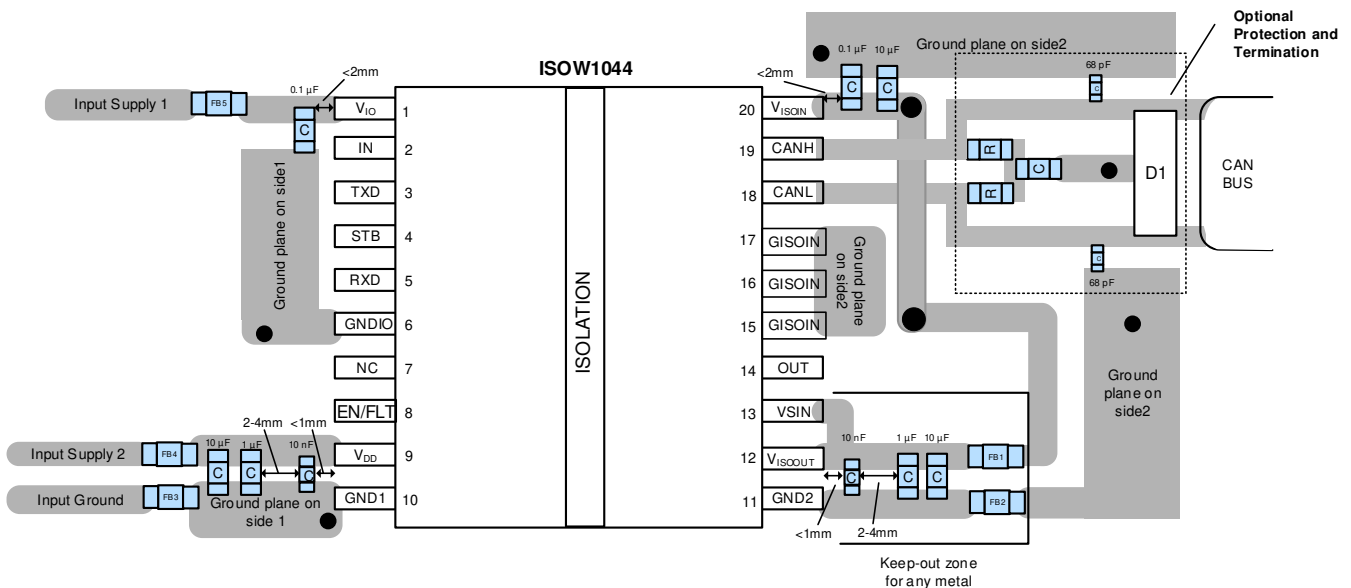 Optional
Protection and
Termination
Ground plane on side2
0.1 µF
10 µF
ISOW1044
<2mm
<2mm
68 pF
0.1 µF
Input Supply 1
FB5
C
VIO
1
IN
2
TXD
3
STB
4
RXD
5
GNDIO
6
NC
7
EN/FLT
8
VDD
9
GND1
10
Ground plane on side1
ISOLATION
20
VISOIN
19
CANH
18
CANL
17
GISOIN
16
GISOIN
15
GISOIN
14
OUT
13
VSIN
12
VISOOUT
11
GND2
C
C
C
R
R
C
D1
CAN
BUS
C
68 pF
Ground plane
on side2
Ground
plane on
side2
2-4mm
<1mm
10 µF
1 µF
10 nF
Input Supply 2
FB4
C
C
C
Input Ground
FB3
Ground plane on
side 1
10 nF
1 µF
10 µF
C
C
C
FB1
FB2
<1mm
2-4mm
Keep-out zone
for any metal